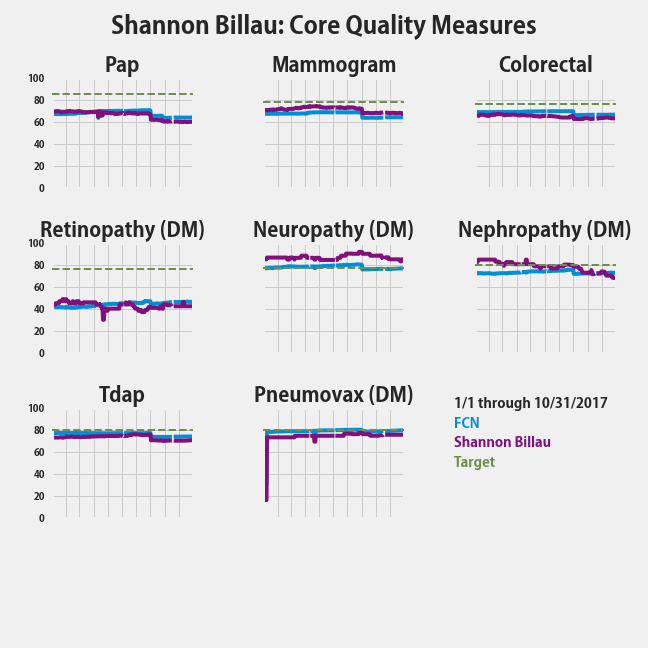 Shannon Billau: Core Quality Measures
Pap
Mammogram
Colorectal
100
80
60
40
20
0
Retinopathy (DM)
Neuropathy (DM)
Nephropathy (DM)
100
80
60
40
20
0
Tdap
Pneumovax (DM)
100
80
60
40
20
0
1/1 through 10/31/2017
FCN
Shannon Billau
Target